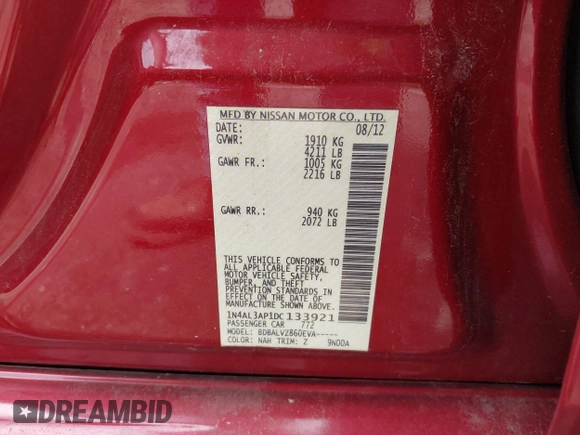 MFD BY NISSAN MOTOR CO., LTD.
DATE: 08/12
GVWR: 1910 KG
4211 LB
GAWR FR.: 1005 KG
2216 LB
GAWR RR.: 940 KG
2072 LB
THIS VEHICLE CONFORMS TO
ALL APPLICABLE FEDERAL
MOTOR VEHICLE SAFETY,
BUMPER, AND THEFT
PREVENTION STANDARDS IN
EFFECT ON THE DATE OF
MANUFACTURE SHOWN ABOVE.
1N4AL3AP1DC133921
PASSENGER CAR 772
MODEL: BDBALVZ860EVA-----
COLOR: NAH TRIM: Z 9N00A
DREAMBID